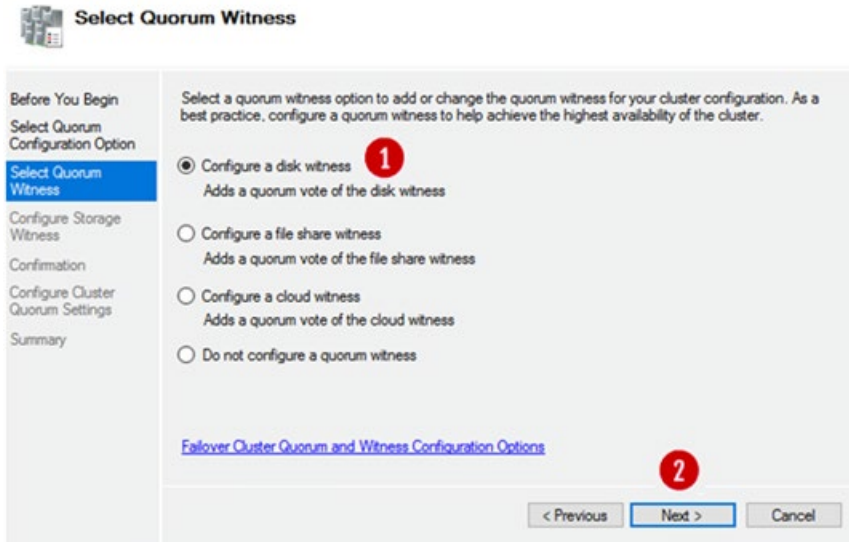 Select Quorum Witness
Before You Begin
Select Quorum
Configuration Option
Select Quorum
Witness
Configure Storage
Witness
Confirmation
Configure Cluster
Quorum Settings
Summary
Select a quorum witness option to add or change the quorum witness for your cluster configuration. As a
best practice, configure a quorum witness to help achieve the highest availability of the cluster.
Configure a disk witness 1
Adds a quorum vote of the disk witness
Configure a file share witness
Adds a quorum vote of the file share witness
Configure a cloud witness
Adds a quorum vote of the cloud witness
Do not configure a quorum witness
Failover Cluster Quorum and Witness Configuration Options
2
< Previous Next > Cancel